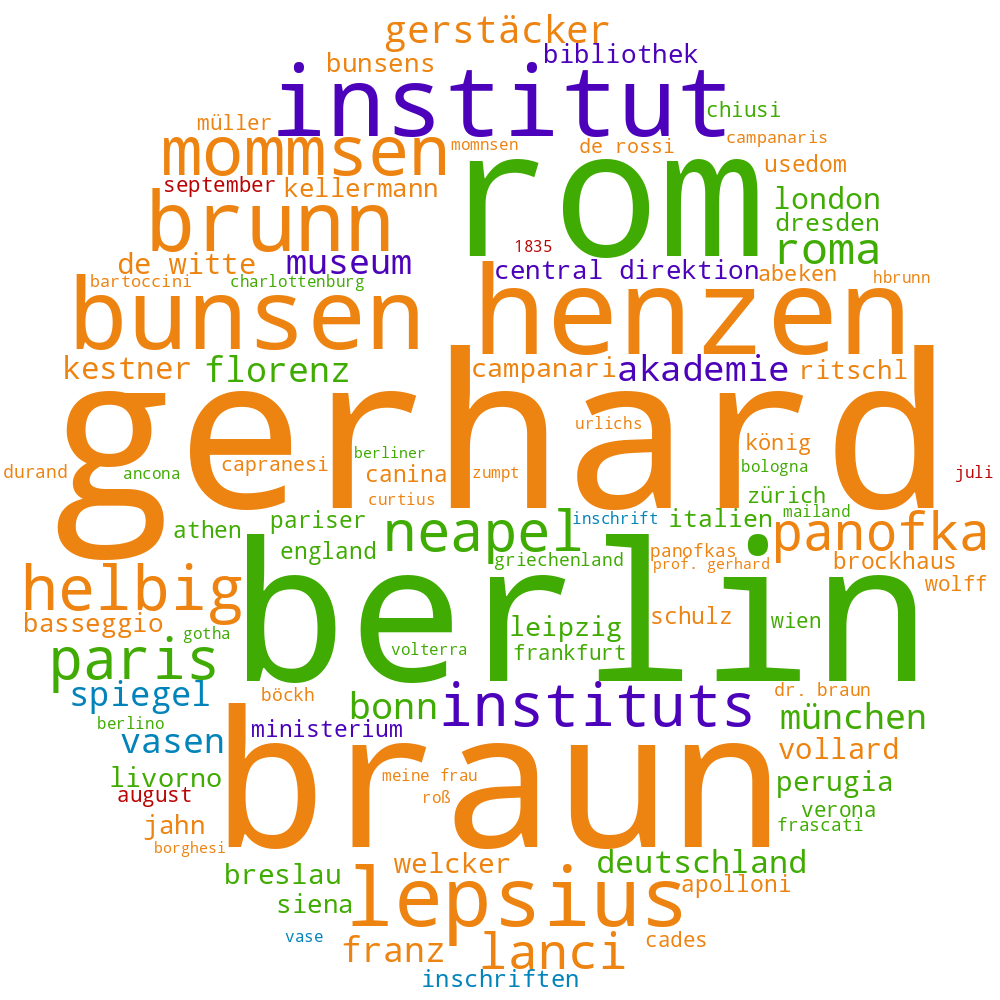 gerstäcker
bunsens
bibliothek
institut
chiusi
müller
mommsen
momnsen
de rossi
campanaris
rom
usedom
september
kellermann
london
brunn
dresden
roma
1835
de witte
museum
central direktion
abeken
hbrunn
bartoccini
charlottenburg
bunsen
henzen
kestner
florenz
campanari
akademie
ritschl
gerhard
urlichs
könig
berliner
durand
ancona
capranesi
canina
zumpt
bologna
juli
curtius
zürich
mailand
athen
pariser
neapel
inschrift
italien
panofka
england
griechenland
panofkas
prof. gerhard
brockhaus
helbig
berlin
wolff
basseggio
gotha
leipzig
schulz
wien
paris
volterra
frankfurt
spiegel
böckh
bonn
instituts
dr. braun
münchen
berlino
vasen
ministerium
braun
vollard
livorno
meine frau
perugia
august
roß
verona
jahn
frascati
borghesi
welcker
deutschland
breslau
lepsius
apolloni
siena
vase
franz
lanci
cades
inschriften